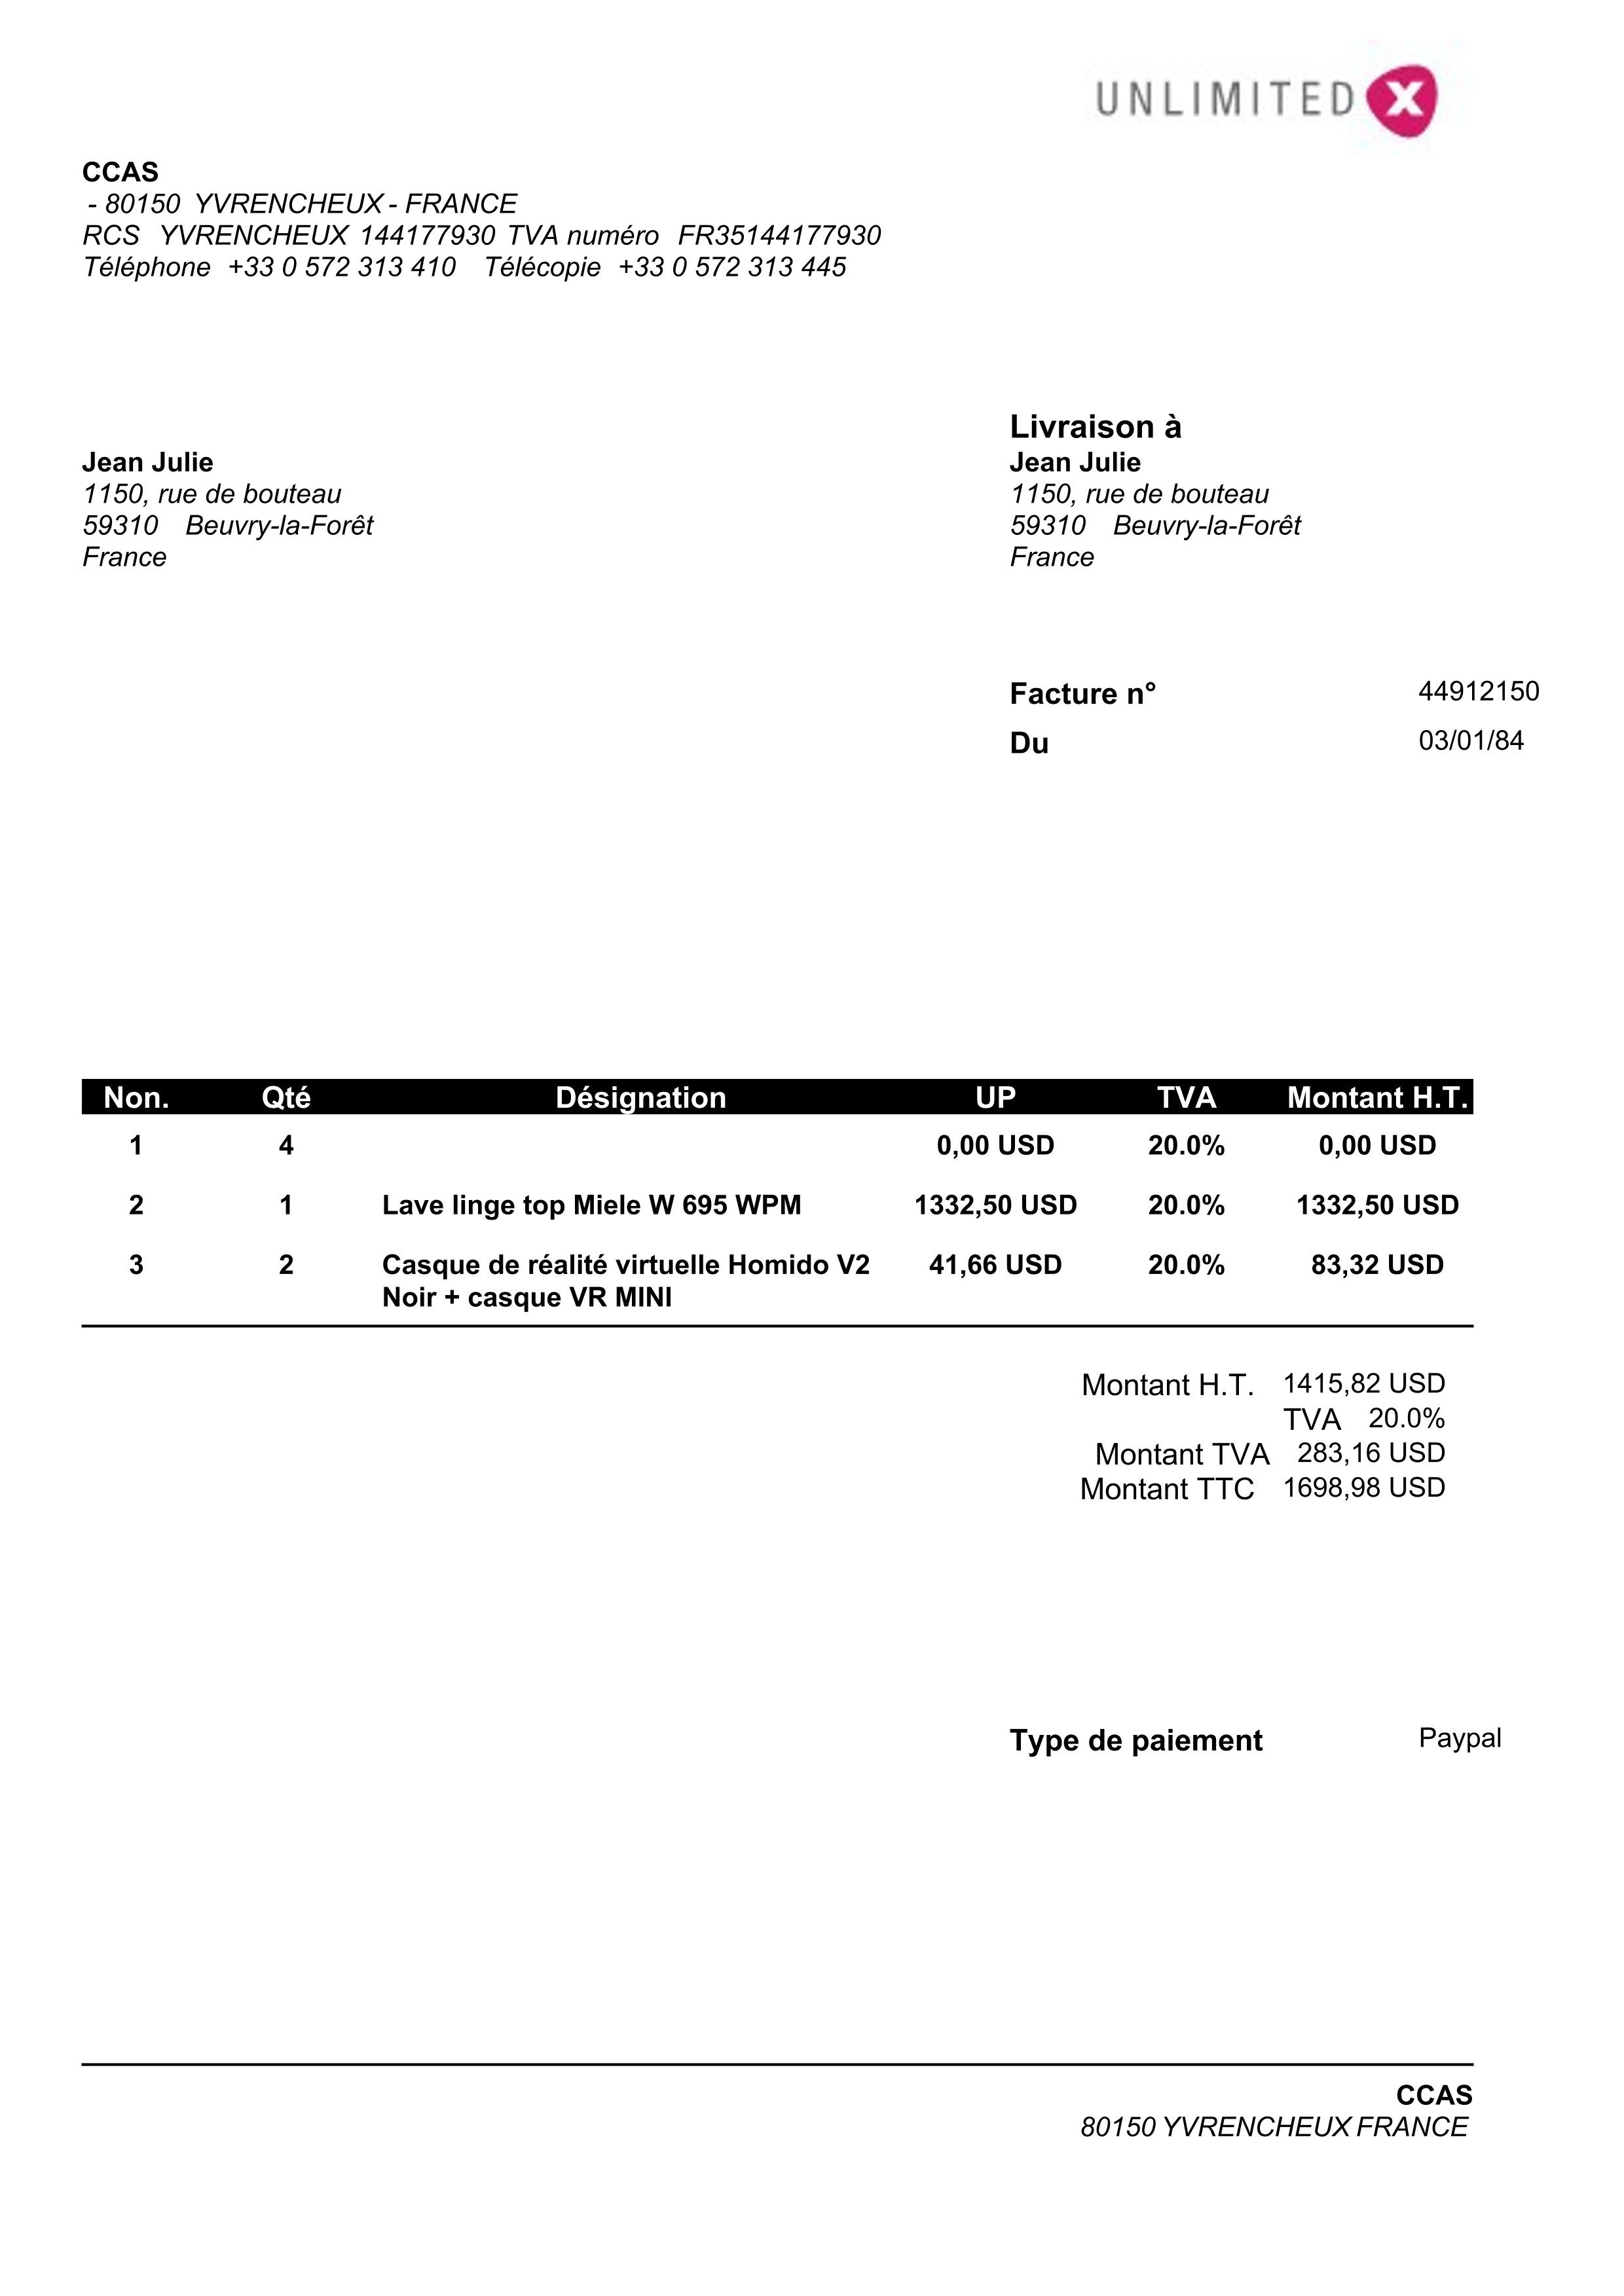 UNLIMITED X
CCAS
- 80150 YVRENCHEUX - FRANCE
RCS YVRENCHEUX 144177930 TVA numéro FR35144177930
Téléphone +33 0 572 313 410 Télécopie +33 0 572 313 445
Livraison à
Jean Julie
1150, rue de bouteau
59310 Beuvry-la-Forêt
France
Jean Julie
1150, rue de bouteau
59310 Beuvry-la-Forêt
France
Facture n° 44912150
Du 03/01/84
Non. Qté Désignation UP TVA Montant H.T.
1 4 0,00 USD 20.0% 0,00 USD
2 1 Lave linge top Miele W 695 WPM 1332,50 USD 20.0% 1332,50 USD
3 2 Casque de réalité virtuelle Homido V2 41,66 USD 20.0% 83,32 USD
Noir + casque VR MINI
Montant H.T. 1415,82 USD
TVA 20.0%
Montant TVA 283,16 USD
Montant TTC 1698,98 USD
Type de paiement Paypal
CCAS
80150 YVRENCHEUX FRANCE